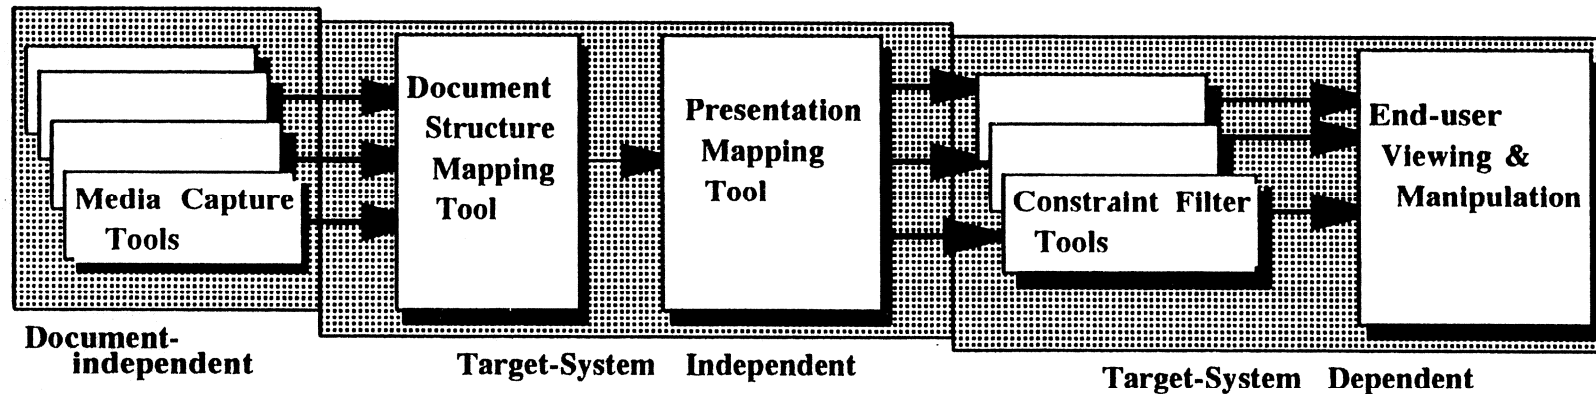 Media Capture
Tools
Document
Structure
Mapping
Tool
Presentation
Mapping
Tool
Constraint Filter
Tools
End-user
Viewing &
Manipulation
Document-
independent
Target-System Independent
Target-System Dependent